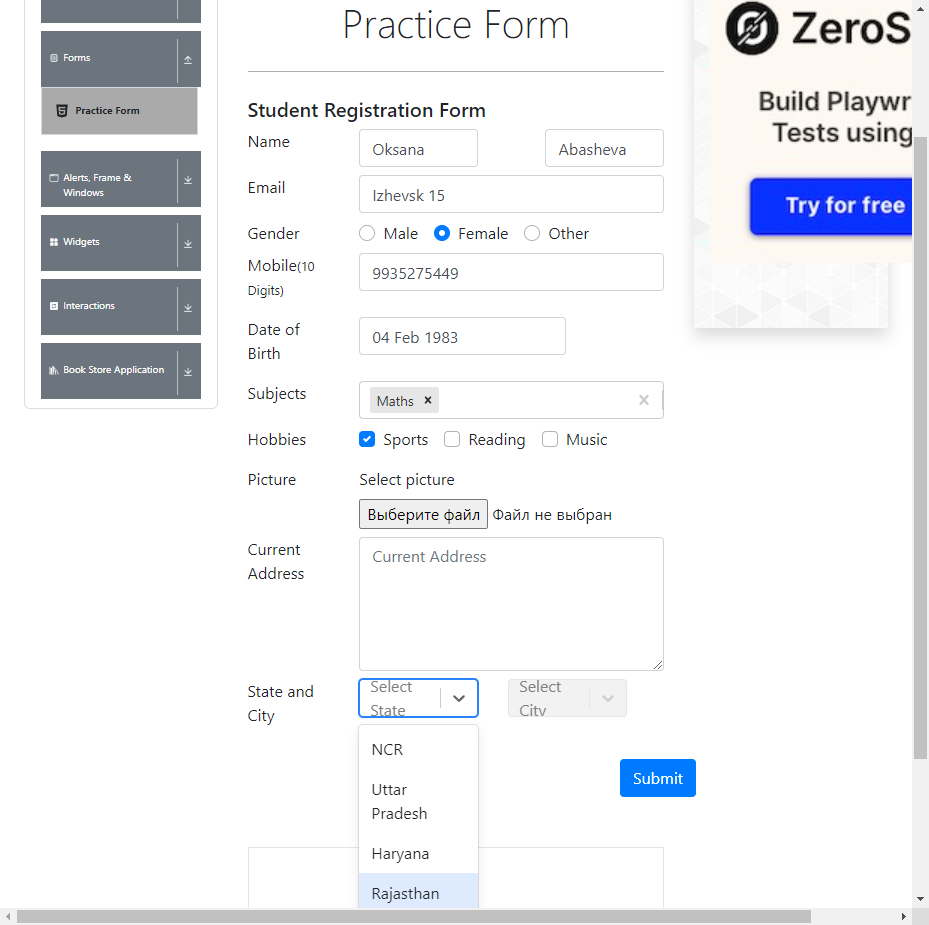 Practice Form
ZeroS
Build Playwr
Tests using
Try for free
Forms
Practice Form
Alerts, Frame &
Windows
Widgets
Interactions
Book Store Application
Student Registration Form
Name
Oksana
Abasheva
Email
Izhevsk 15
Gender
Male
Female
Other
Mobile(10
Digits)
9935275449
Date of
Birth
04 Feb 1983
Subjects
Maths ×
Hobbies
Sports
Reading
Music
Picture
Select picture
Выберите файл Файл не выбран
Current
Address
Current Address
State and
City
Select
State
Select
City
NCR
Uttar
Pradesh
Haryana
Rajasthan
Submit